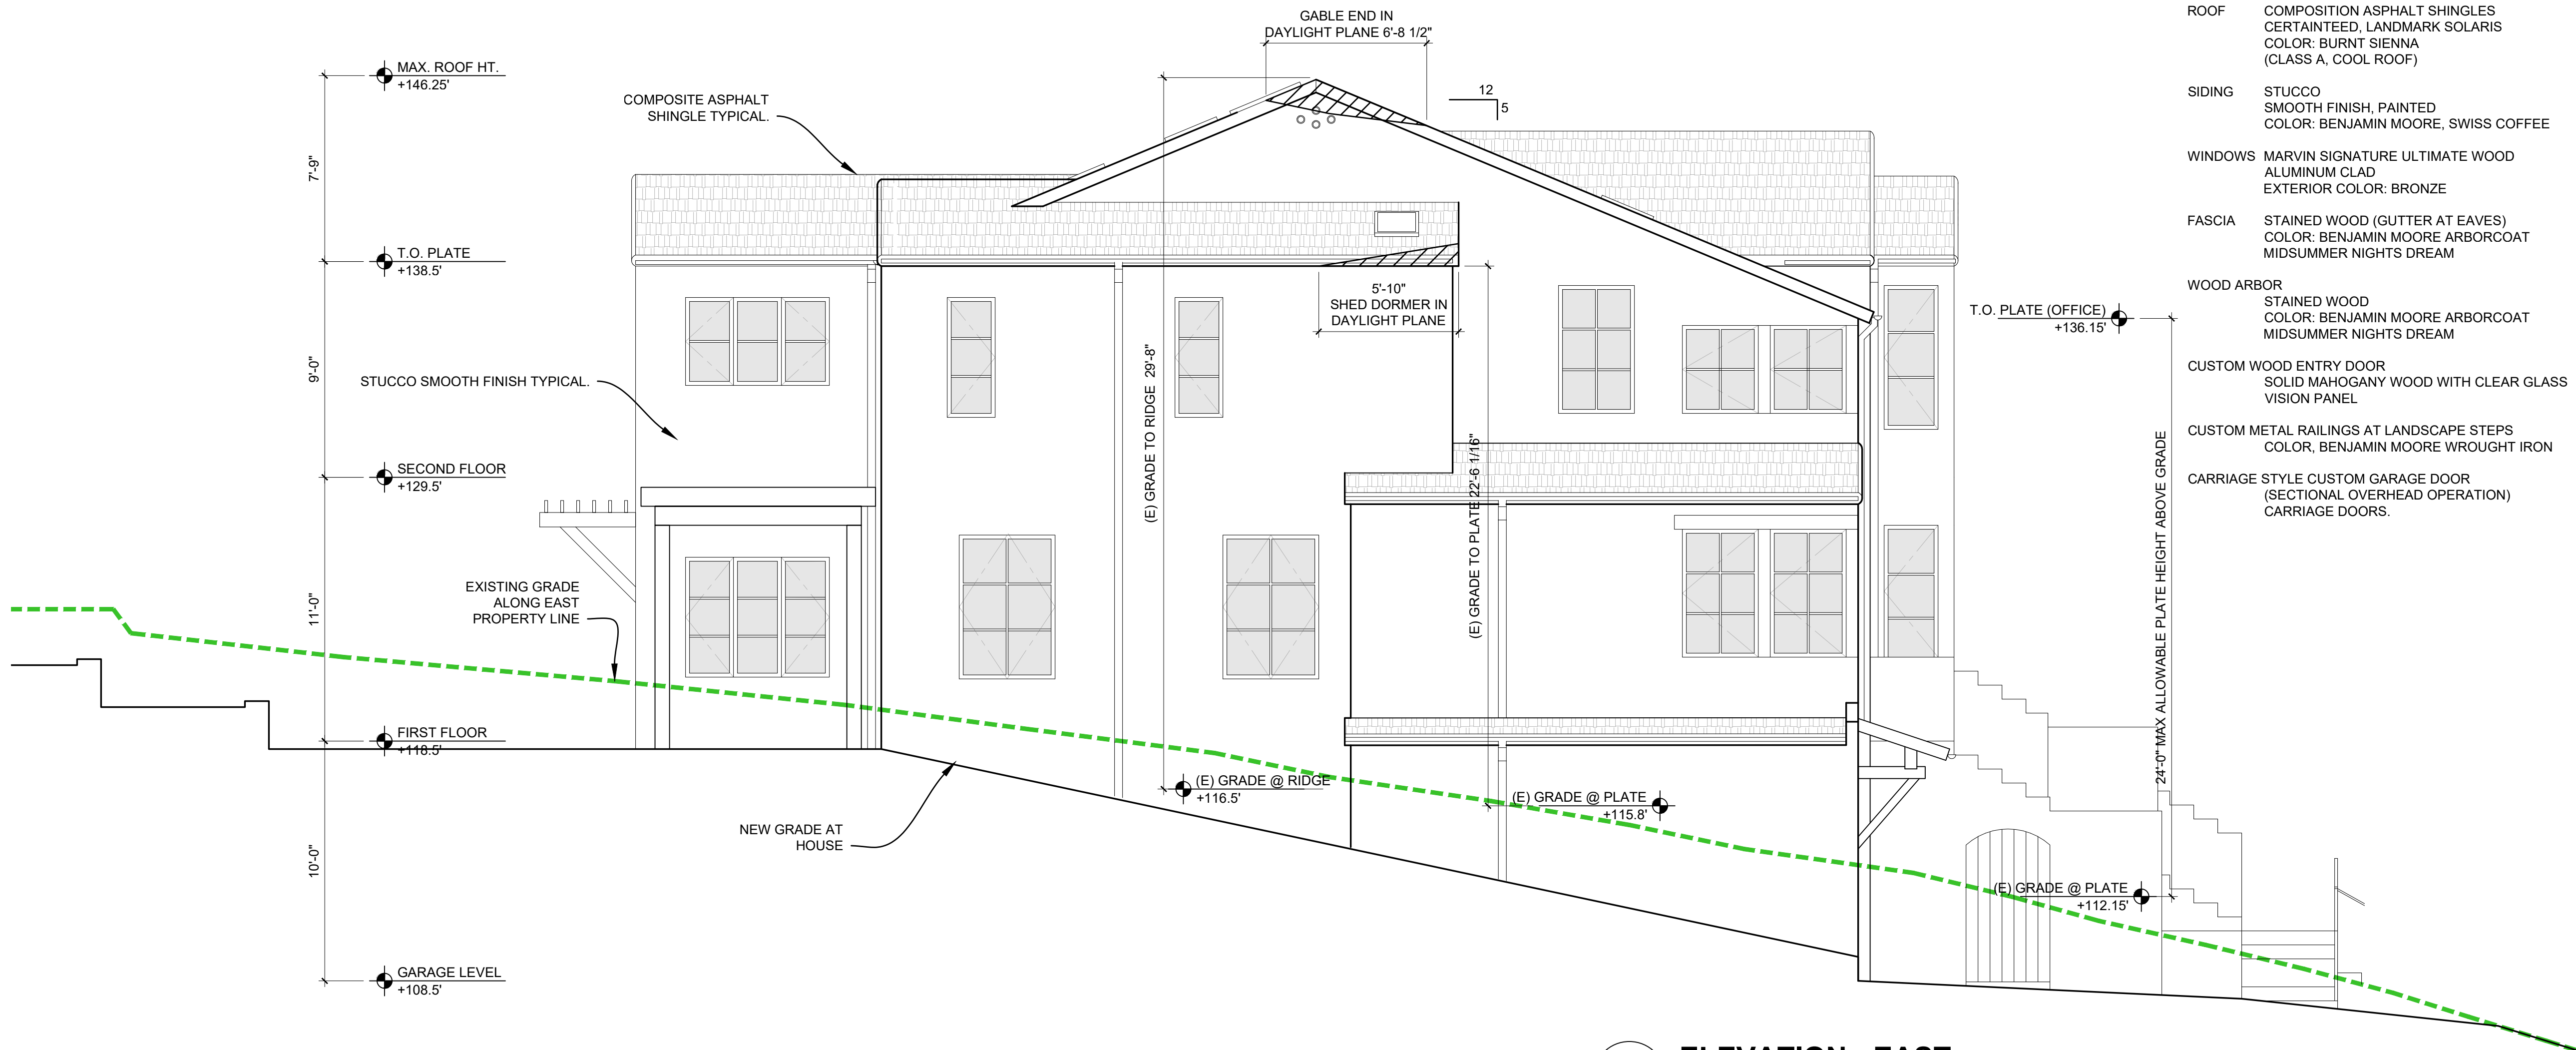 GABLE END IN
DAYLIGHT PLANE 6'-8 1/2"
MAX. ROOF HT.
+146.25'
COMPOSITE ASPHALT
SHINGLE TYPICAL.
12
5
7'-9"
T.O. PLATE
+138.5'
5'-10"
SHED DORMER IN
DAYLIGHT PLANE
T.O. PLATE (OFFICE)
+136.15'
9'-0"
STUCCO SMOOTH FINISH TYPICAL.
(E) GRADE TO RIDGE 29'-8"
(E) GRADE TO PLATE 22'-6 1/16"
24'-0" MAX ALLOWABLE PLATE HEIGHT ABOVE GRADE
SECOND FLOOR
+129.5'
11'-0"
EXISTING GRADE
ALONG EAST
PROPERTY LINE
FIRST FLOOR
+118.5'
(E) GRADE @ RIDGE
+116.5'
(E) GRADE @ PLATE
+115.8'
NEW GRADE AT
HOUSE
10'-0"
(E) GRADE @ PLATE
+112.15'
GARAGE LEVEL
+108.5'
ROOF COMPOSITION ASPHALT SHINGLES
CERTAINTEED, LANDMARK SOLARIS
COLOR: BURNT SIENNA
(CLASS A, COOL ROOF)
SIDING STUCCO
SMOOTH FINISH, PAINTED
COLOR: BENJAMIN MOORE, SWISS COFFEE
WINDOWS MARVIN SIGNATURE ULTIMATE WOOD
ALUMINUM CLAD
EXTERIOR COLOR: BRONZE
FASCIA STAINED WOOD (GUTTER AT EAVES)
COLOR: BENJAMIN MOORE ARBORCOAT
MIDSUMMER NIGHTS DREAM
WOOD ARBOR
STAINED WOOD
COLOR: BENJAMIN MOORE ARBORCOAT
MIDSUMMER NIGHTS DREAM
CUSTOM WOOD ENTRY DOOR
SOLID MAHOGANY WOOD WITH CLEAR GLASS
VISION PANEL
CUSTOM METAL RAILINGS AT LANDSCAPE STEPS
COLOR, BENJAMIN MOORE WROUGHT IRON
CARRIAGE STYLE CUSTOM GARAGE DOOR
(SECTIONAL OVERHEAD OPERATION)
CARRIAGE DOORS.